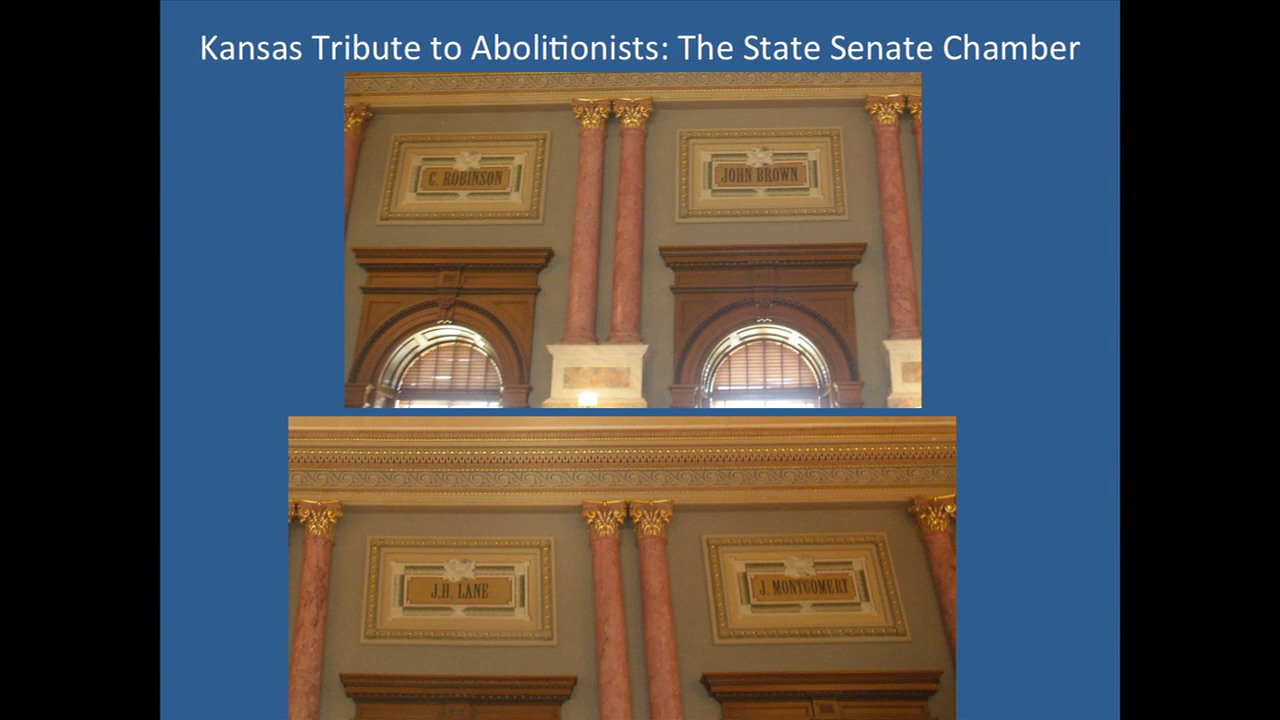 Kansas Tribute to Abolitionists: The State Senate Chamber
C. ROBINSON
JOHN BROWN
J.H. LANE
J. MONTGOMERY